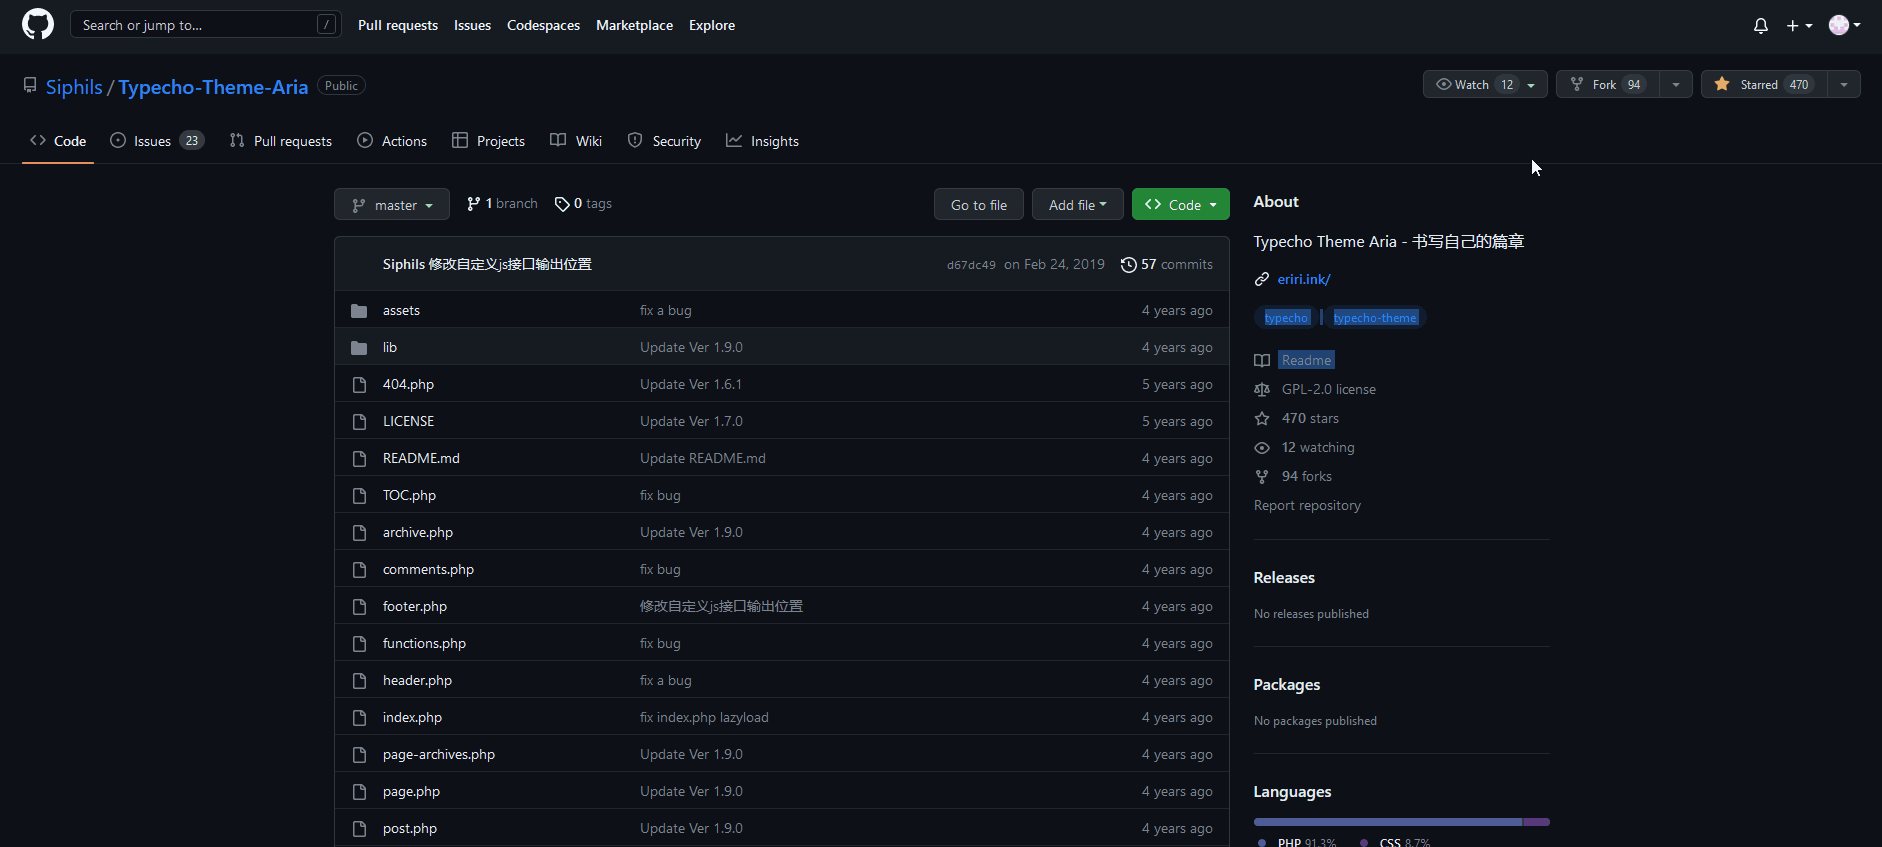 Search or jump to... / Pull requests Issues Codespaces Marketplace Explore
Siphils / Typecho-Theme-Aria Public Watch 12 Fork 94 Starred 470
Code Issues 23 Pull requests Actions Projects Wiki Security Insights
master 1 branch 0 tags Go to file Add file Code
Siphils 修改自定义js接口输出位置 d67dc49 on Feb 24, 2019 57 commits
assets fix a bug 4 years ago
lib Update Ver 1.9.0 4 years ago
404.php Update Ver 1.6.1 5 years ago
LICENSE Update Ver 1.7.0 5 years ago
README.md Update README.md 4 years ago
TOC.php fix bug 4 years ago
archive.php Update Ver 1.9.0 4 years ago
comments.php fix bug 4 years ago
footer.php 修改自定义js接口输出位置 4 years ago
functions.php fix bug 4 years ago
header.php fix a bug 4 years ago
index.php fix index.php lazyload 4 years ago
page-archives.php Update Ver 1.9.0 4 years ago
page.php Update Ver 1.9.0 4 years ago
post.php Update Ver 1.9.0 4 years ago
About
Typecho Theme Aria - 书写自己的篇章
eriri.ink/
typecho typecho-theme
Readme
GPL-2.0 license
470 stars
12 watching
94 forks
Report repository
Releases
No releases published
Packages
No packages published
Languages
PHP 91.3% CSS 8.7%